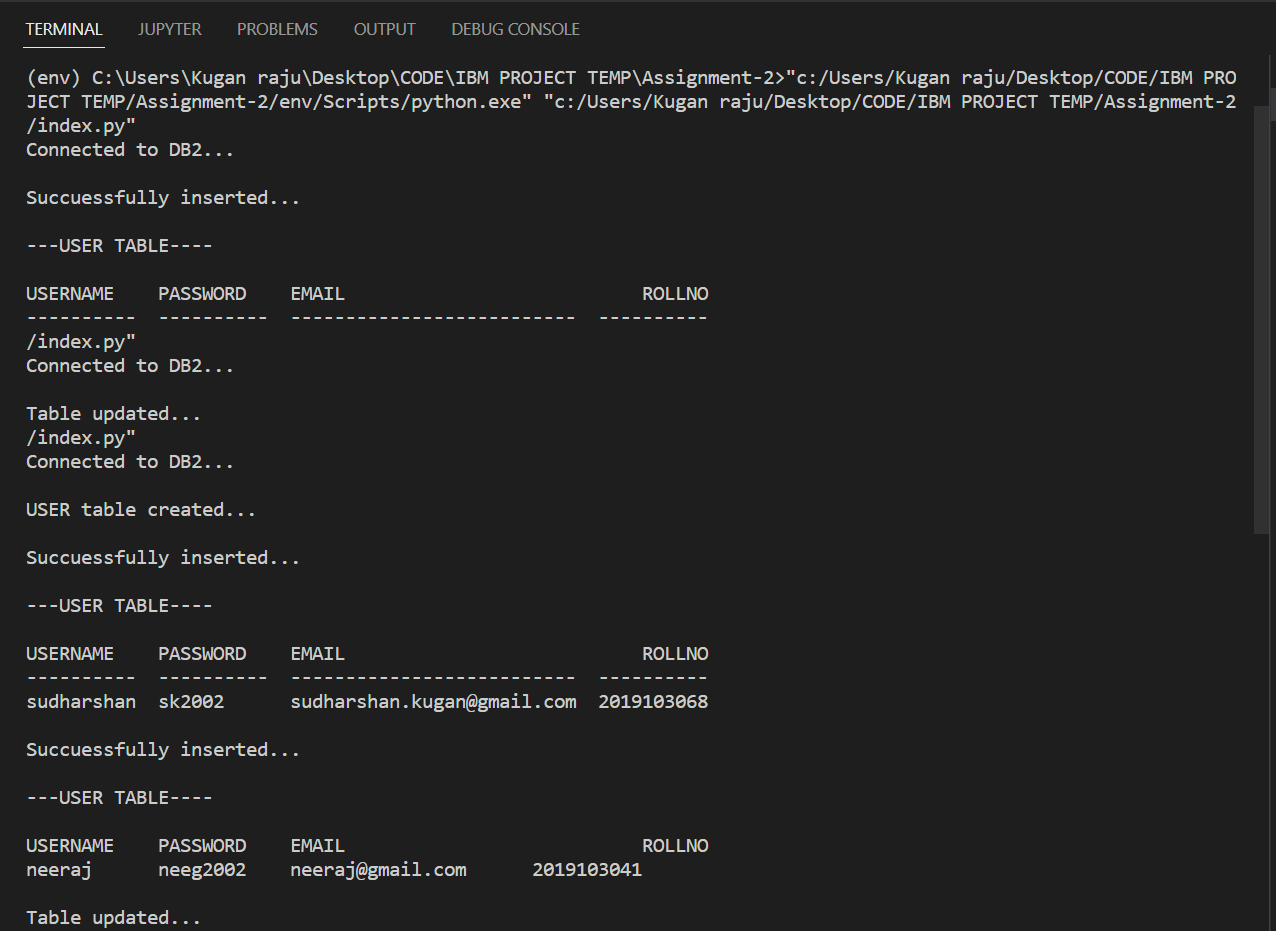 TERMINAL JUPYTER PROBLEMS OUTPUT DEBUG CONSOLE
(env) C:\Users\Kugan raju\Desktop\CODE\IBM PROJECT TEMP\Assignment-2>"c:/Users/Kugan raju/Desktop/CODE/IBM PRO
JECT TEMP/Assignment-2/env/Scripts/python.exe" "c:/Users/Kugan raju/Desktop/CODE/IBM PROJECT TEMP/Assignment-2
/index.py"
Connected to DB2...
Succuessfully inserted...
---USER TABLE----
USERNAME    PASSWORD    EMAIL                           ROLLNO
----------  ----------  --------------------------  ----------
/index.py"
Connected to DB2...
Table updated...
/index.py"
Connected to DB2...
USER table created...
Succuessfully inserted...
---USER TABLE----
USERNAME    PASSWORD    EMAIL                           ROLLNO
----------  ----------  --------------------------  ----------
sudharshan  sk2002      sudharshan.kugan@gmail.com  2019103068
Succuessfully inserted...
---USER TABLE----
USERNAME    PASSWORD    EMAIL                           ROLLNO
neeraj      neeg2002    neeraj@gmail.com      2019103041
Table updated...